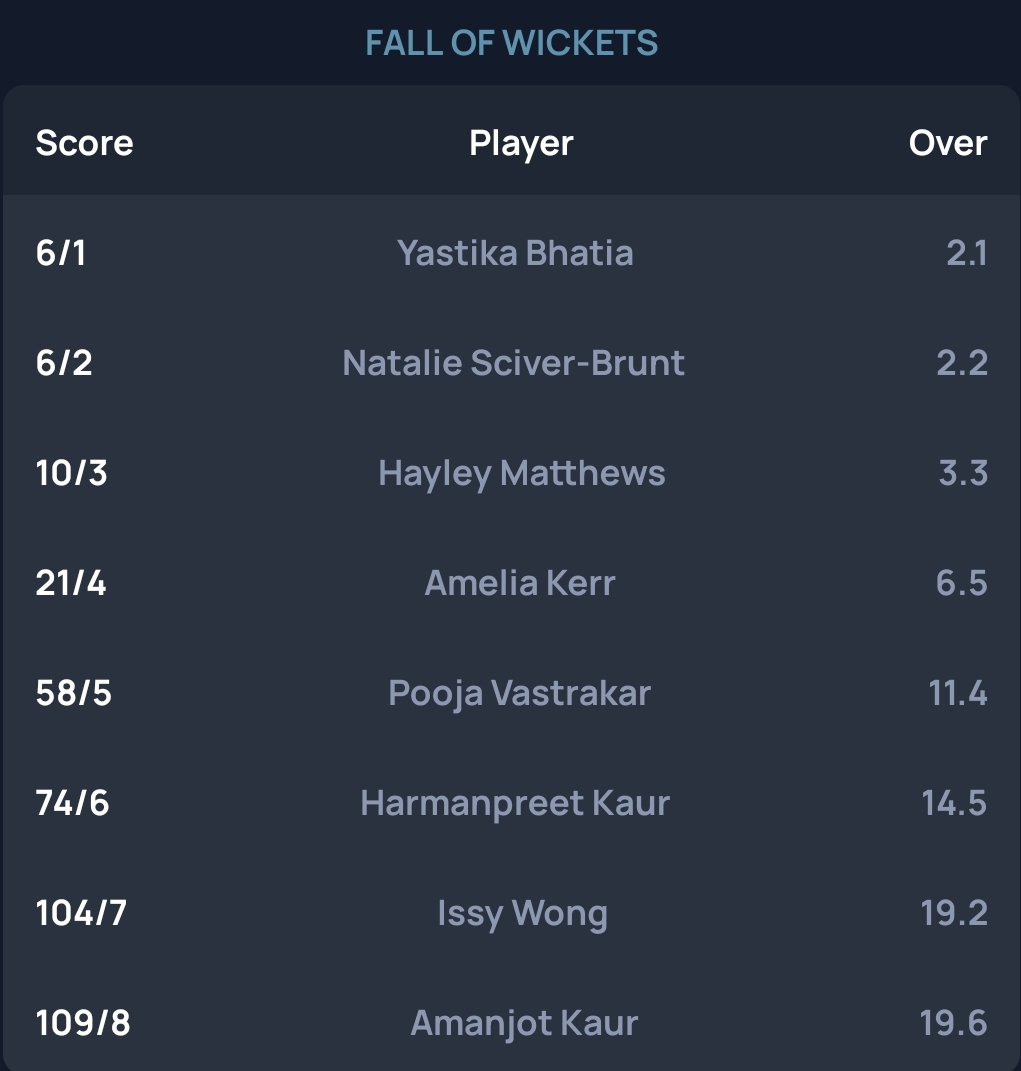 FALL OF WICKETS
Score Player Over
6/1 Yastika Bhatia 2.1
6/2 Natalie Sciver-Brunt 2.2
10/3 Hayley Matthews 3.3
21/4 Amelia Kerr 6.5
58/5 Pooja Vastrakar 11.4
74/6 Harmanpreet Kaur 14.5
104/7 Issy Wong 19.2
109/8 Amanjot Kaur 19.6